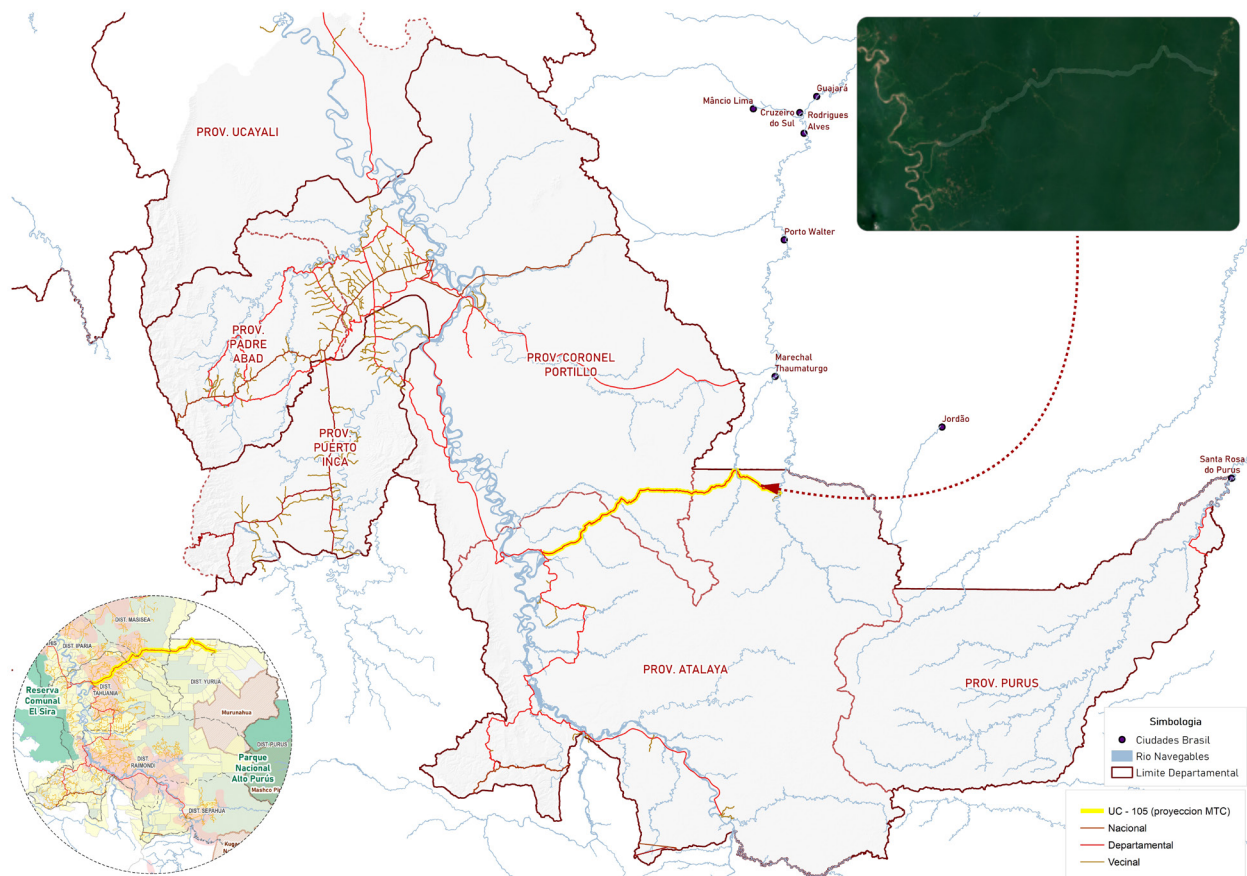 PROV. UCAYALI
Mâncio Lima
Guajará
Cruzeiro
do Sul
Rodrigues
Alves
Porto Walter
PROV.
PADRE
ABAD
PROV. CORONEL
PORTILLO
Marechal
Thaumaturgo
PROV.
PUERTO
INCA
Jordão
Santa Rosa
do Purús
PROV. ATALAYA
PROV. PURUS
DIST. MASISEA
DIST. IPARIA
DIST.
TAHUANIA
DIST. YURUA
Reserva
Comunal
El Sira
Murunahua
DIST. PURUS
Parque
Nacional
Alto Purús
DIST.
RAIMONDI
DIST. SEPAHUA
Simbologia
Ciudades Brasil
Rio Navegables
Limite Departamental
UC - 105 (proyeccion MTC)
Nacional
Departamental
Vecinal